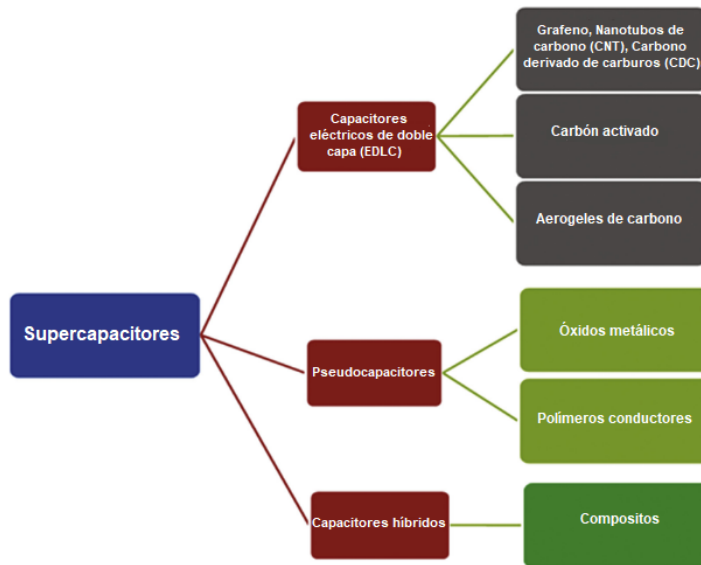 Grafeno, Nanotubos de
carbono (CNT), Carbono
derivado de carburos (CDC)
Capacitores
eléctricos de doble
capa (EDLC)
Carbón activado
Aerogeles de carbono
Supercapacitores
Óxidos metálicos
Pseudocapacitores
Polímeros conductores
Capacitores híbridos
Compositos